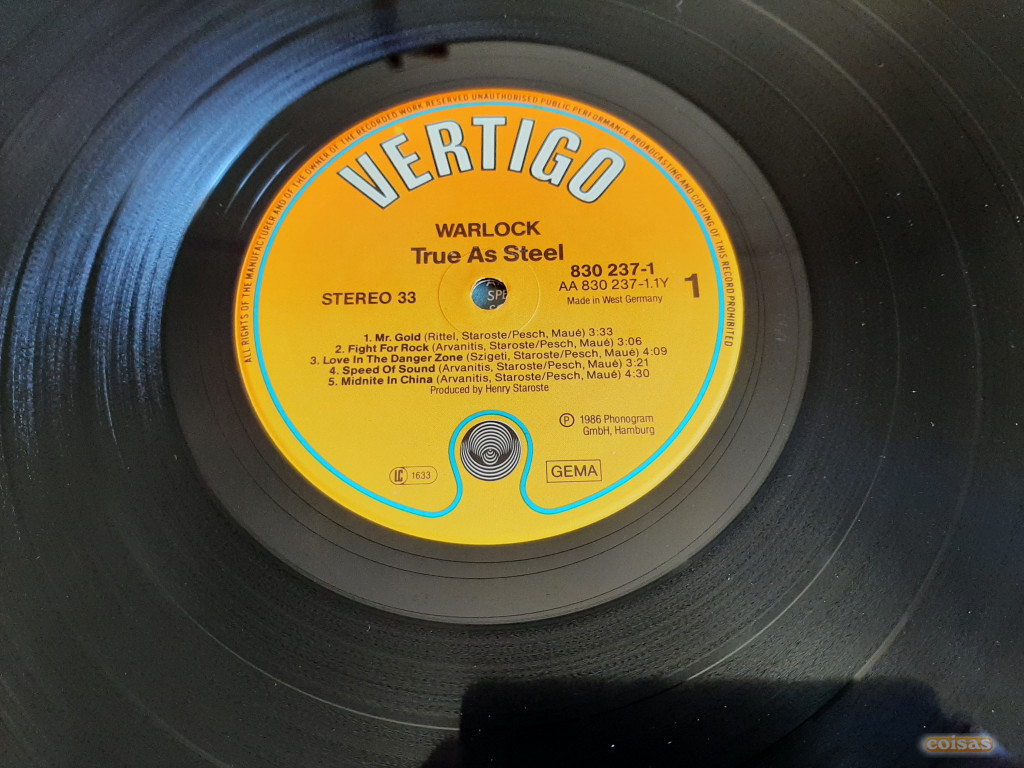 ALL RIGHTS OF THE MANUFACTURER AND OF THE OWNER OF THE RECORDED WORK RESERVED UNAUTHORISED PUBLIC PERFORMANCE BROADCASTING AND COPYING OF THIS RECORD PROHIBITED
VERTIGO
WARLOCK
True As Steel
STEREO 33
830 237-1
AA 830 237-1.1Y
Made in West Germany
1
SPE
1. Mr. Gold (Rittel, Staroste/Pesch, Maué) 3:33
2. Fight For Rock (Arvanitis, Staroste/Pesch, Maué) 3:06
3. Love In The Danger Zone (Szigeti, Staroste/Pesch, Maué) 4:09
4. Speed Of Sound (Arvanitis, Staroste/Pesch, Maué) 3:21
5. Midnite In China (Arvanitis, Staroste/Pesch, Maué) 4:30
Produced by Henry Staroste
Ⓟ 1986 Phonogram
GmbH, Hamburg
LC 1633
GEMA
coisas